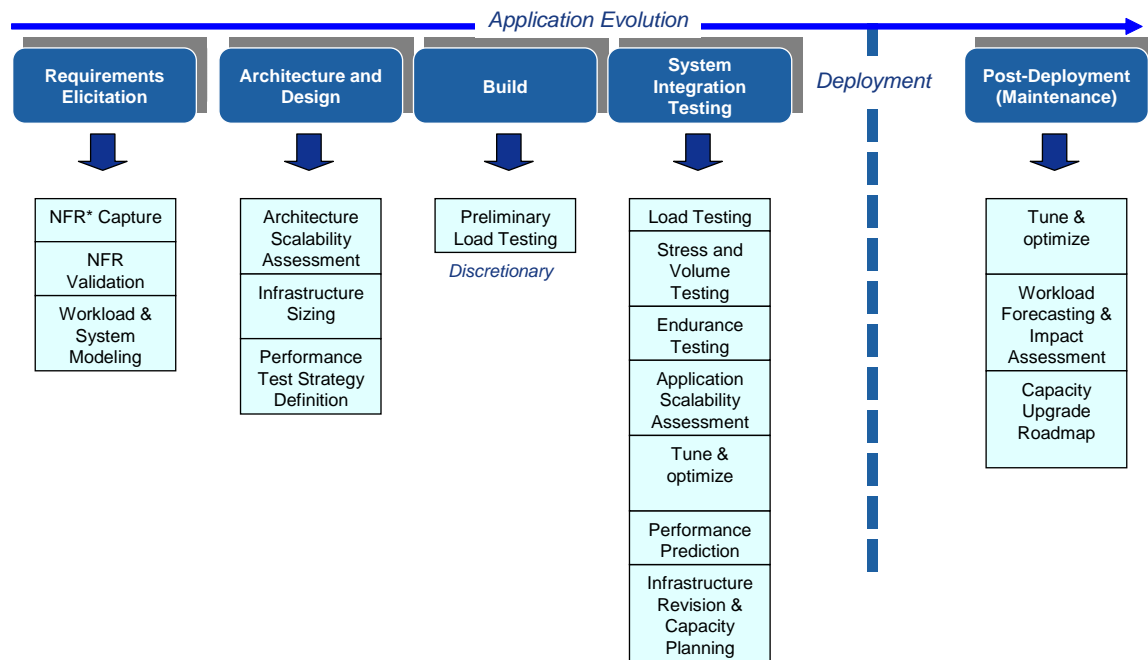 Application Evolution
Requirements
Elicitation
Architecture and
Design
Build
System
Integration
Testing
Deployment
Post-Deployment
(Maintenance)
NFR* Capture
NFR
Validation
Workload &
System
Modeling
Architecture
Scalability
Assessment
Infrastructure
Sizing
Performance
Test Strategy
Definition
Preliminary
Load Testing
Discretionary
Load Testing
Stress and
Volume
Testing
Endurance
Testing
Application
Scalability
Assessment
Tune &
optimize
Performance
Prediction
Infrastructure
Revision &
Capacity
Planning
Tune &
optimize
Workload
Forecasting &
Impact
Assessment
Capacity
Upgrade
Roadmap